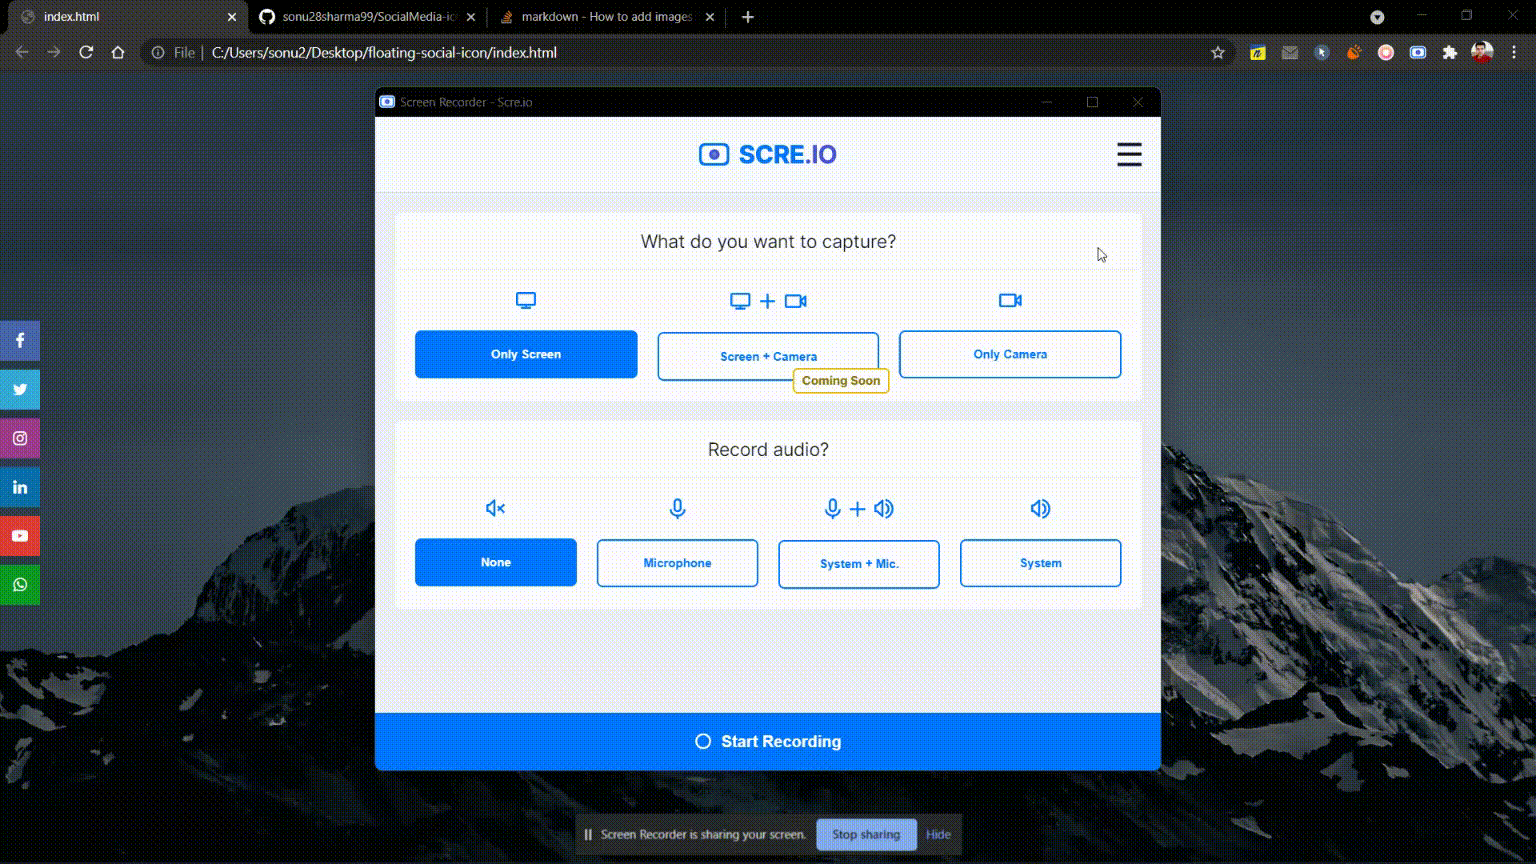 index.html
sonu28sharma99/SocialMedia-ic
markdown - How to add images
File | C:/Users/sonu2/Desktop/floating-social-icon/index.html
Screen Recorder - Scre.io
SCRE.IO
What do you want to capture?
Only Screen
Screen + Camera
Only Camera
Coming Soon
Record audio?
None
Microphone
System + Mic.
System
Start Recording
Screen Recorder is sharing your screen.
Stop sharing
Hide